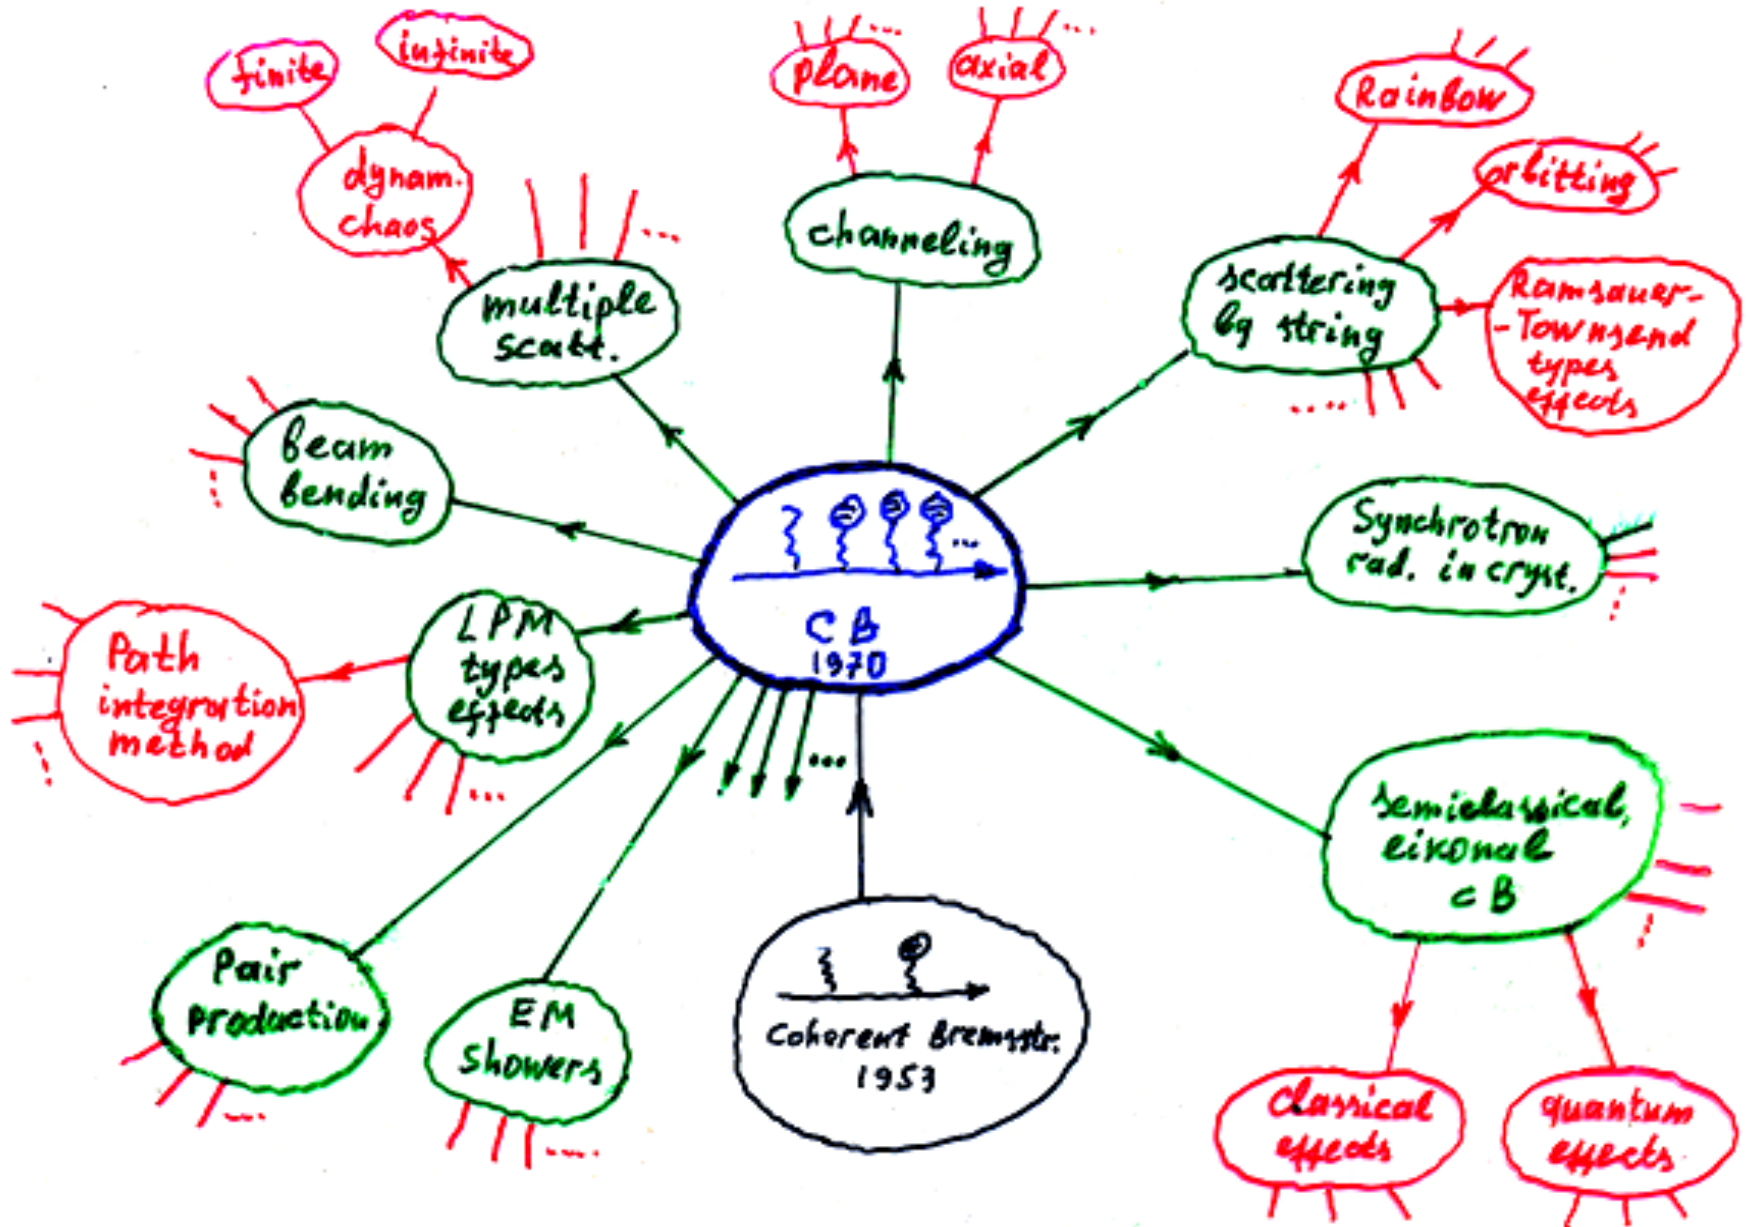 finite
infinite
dynam.
chaos
multiple
scatt.
plane
axial
channeling
Rainbow
orbitting
scattering
by string
Ramsauer-
-Townsend
types
effects
Beam
bending
Synchrotron
rad. in cryst.
CB
1970
LPM
types
effects
Path
integration
method
semiclassical,
eikonal
CB
Pair
production
EM
showers
Coherent Bremsstr.
1953
Classical
effects
quantum
effects